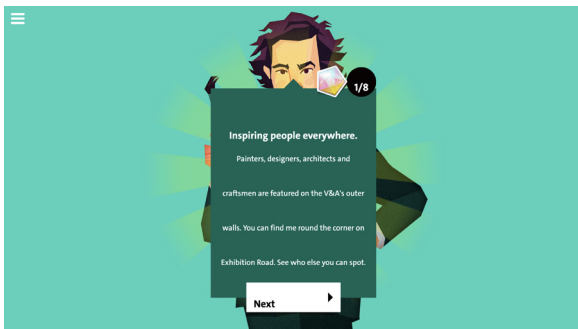 1/8
Inspiring people everywhere.
Painters, designers, architects and
craftsmen are featured on the V&A's outer
walls. You can find me round the corner on
Exhibition Road. See who else you can spot.
Next